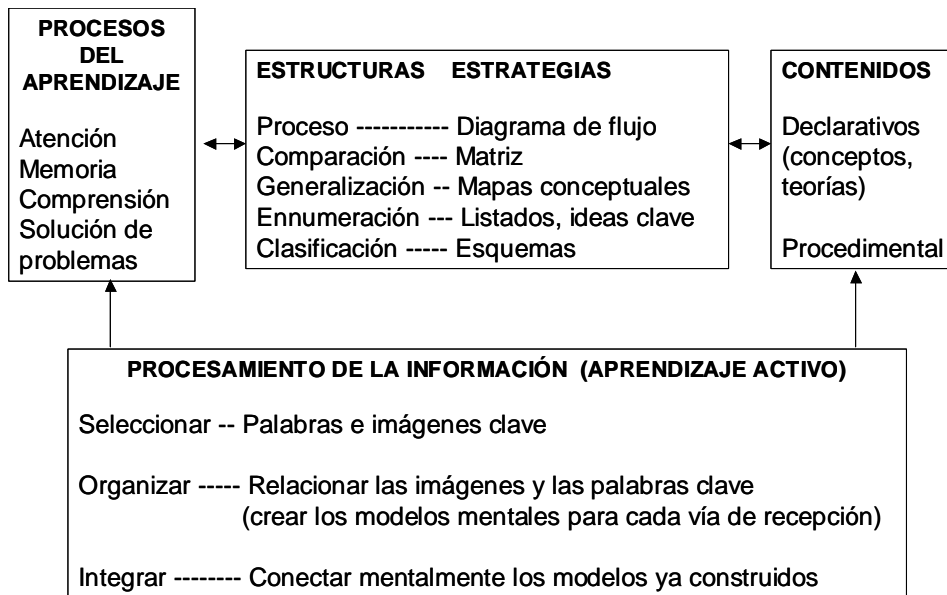 PROCESOS
DEL
APRENDIZAJE
Atención
Memoria
Comprensión
Solución de
problemas
ESTRUCTURAS ESTRATEGIAS
Proceso ----------- Diagrama de flujo
Comparación ---- Matriz
Generalización -- Mapas conceptuales
Ennumeración --- Listados, ideas clave
Clasificación ----- Esquemas
CONTENIDOS
Declarativos
(conceptos,
teorías)
Procedimental
PROCESAMIENTO DE LA INFORMACIÓN (APRENDIZAJE ACTIVO)
Seleccionar -- Palabras e imágenes clave
Organizar ----- Relacionar las imágenes y las palabras clave
(crear los modelos mentales para cada vía de recepción)
Integrar -------- Conectar mentalmente los modelos ya construidos